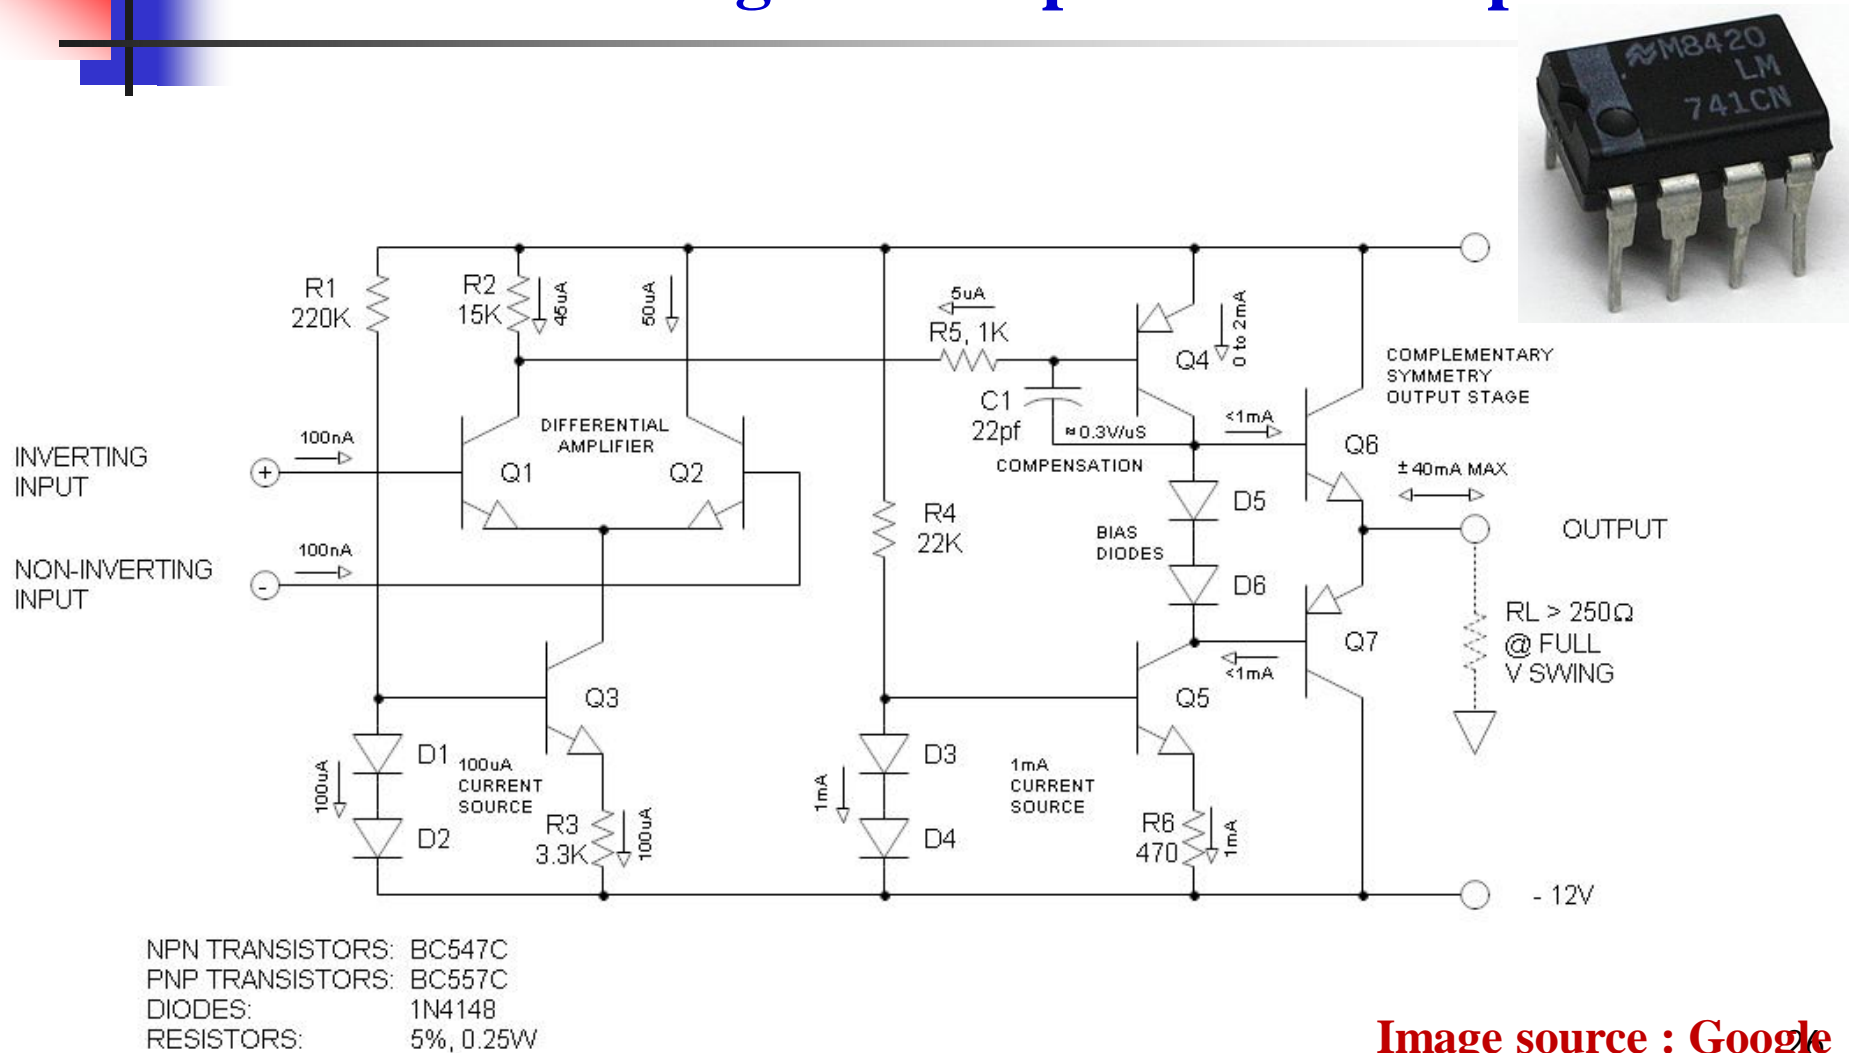 M8420
LM
741CN
R1
220K
R2
15K
45uA
50uA
5uA
R5, 1K
Q4
0 to 2mA
COMPLEMENTARY
SYMMETRY
OUTPUT STAGE
C1
22pf
≈0.3V/uS
COMPENSATION
<1mA
Q6
±40mA MAX
DIFFERENTIAL
AMPLIFIER
INVERTING
INPUT
100nA
+
Q1
Q2
R4
22K
D5
BIAS
DIODES
D6
OUTPUT
NON-INVERTING
INPUT
100nA
-
RL > 250Ω
@ FULL
V SWING
Q7
<1mA
Q3
Q5
D1
100uA
CURRENT
SOURCE
100uA
D2
R3
3.3K
100uA
D3
1mA
D4
1mA
CURRENT
SOURCE
R6
470
1mA
- 12V
NPN TRANSISTORS: BC547C
PNP TRANSISTORS: BC557C
DIODES: 1N4148
RESISTORS: 5%, 0.25W
Image source : Google
26